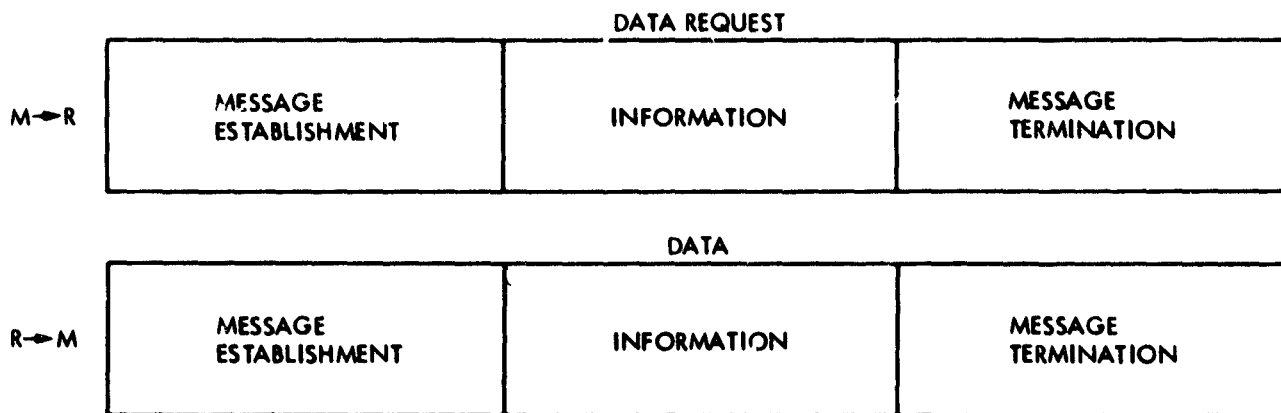 DATA REQUEST
M→R
MESSAGE
ESTABLISHMENT
INFORMATION
MESSAGE
TERMINATION
DATA
R→M
MESSAGE
ESTABLISHMENT
INFORMATION
MESSAGE
TERMINATION